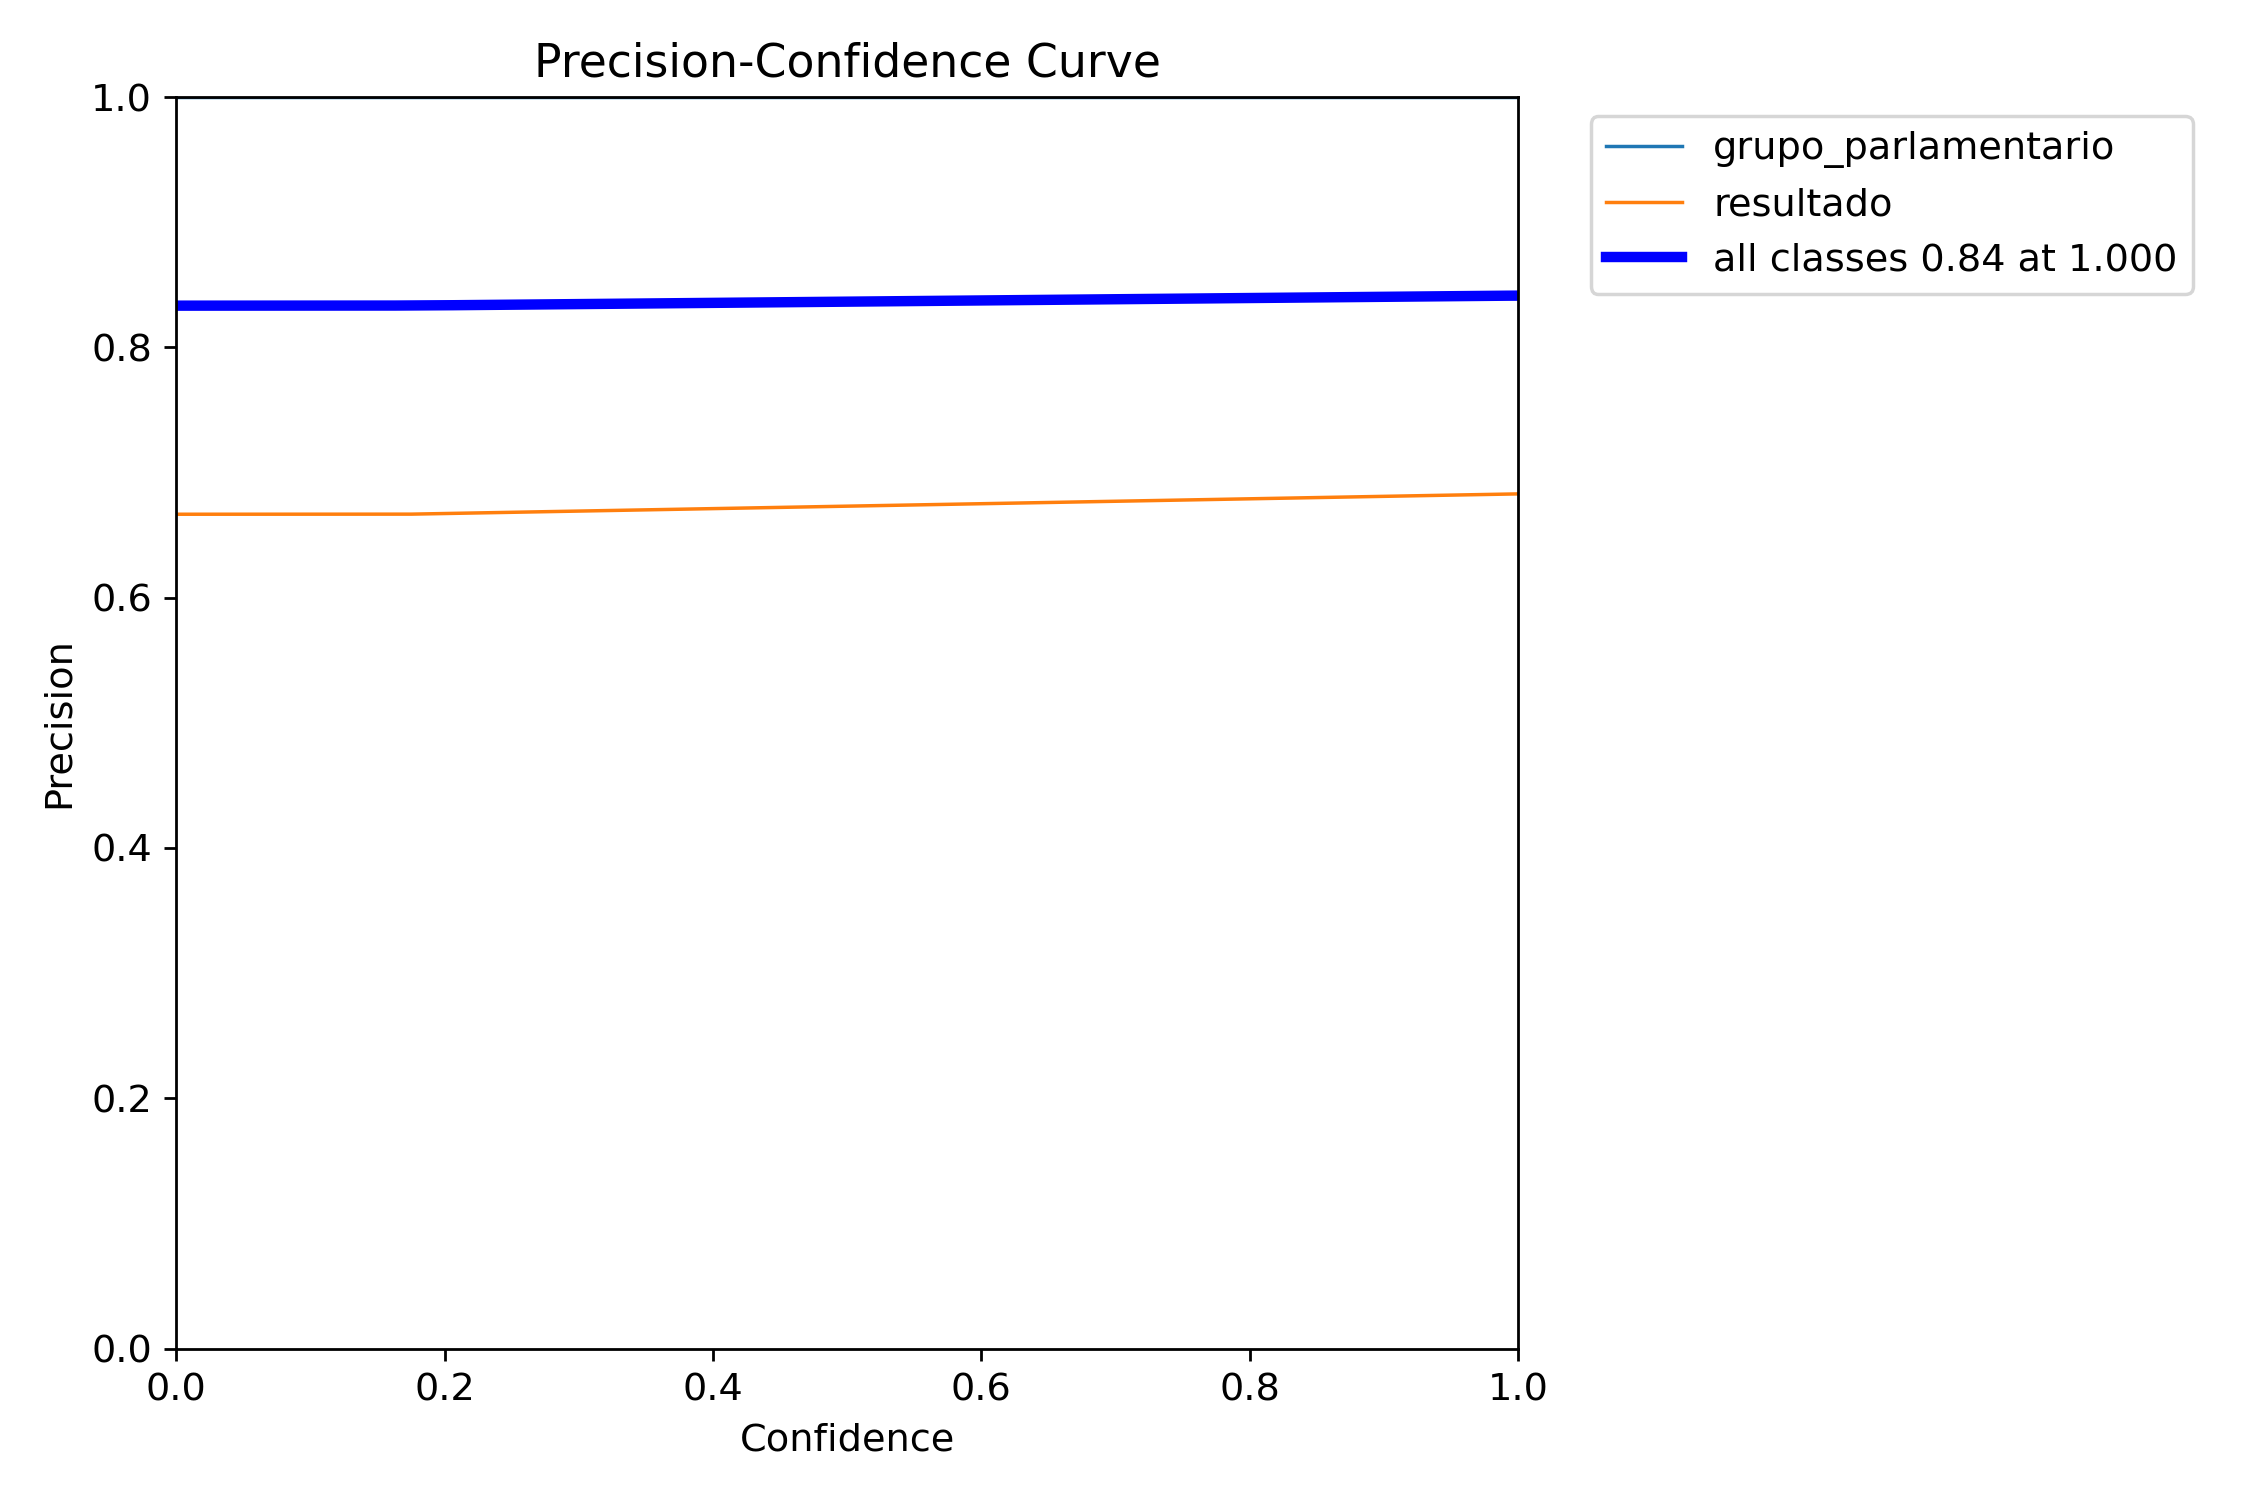 Precision-Confidence Curve
1.0
0.8
0.6
0.4
0.2
0.0
Precision
0.0 0.2 0.4 0.6 0.8 1.0
Confidence
grupo_parlamentario
resultado
all classes 0.84 at 1.000